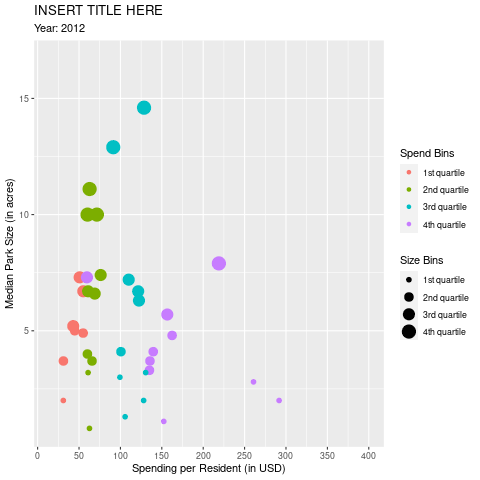 INSERT TITLE HERE
Year: 2012
Median Park Size (in acres)
15
10
5
0 50 100 150 200 250 300 350 400
Spending per Resident (in USD)
Spend Bins
1st quartile
2nd quartile
3rd quartile
4th quartile
Size Bins
1st quartile
2nd quartile
3rd quartile
4th quartile